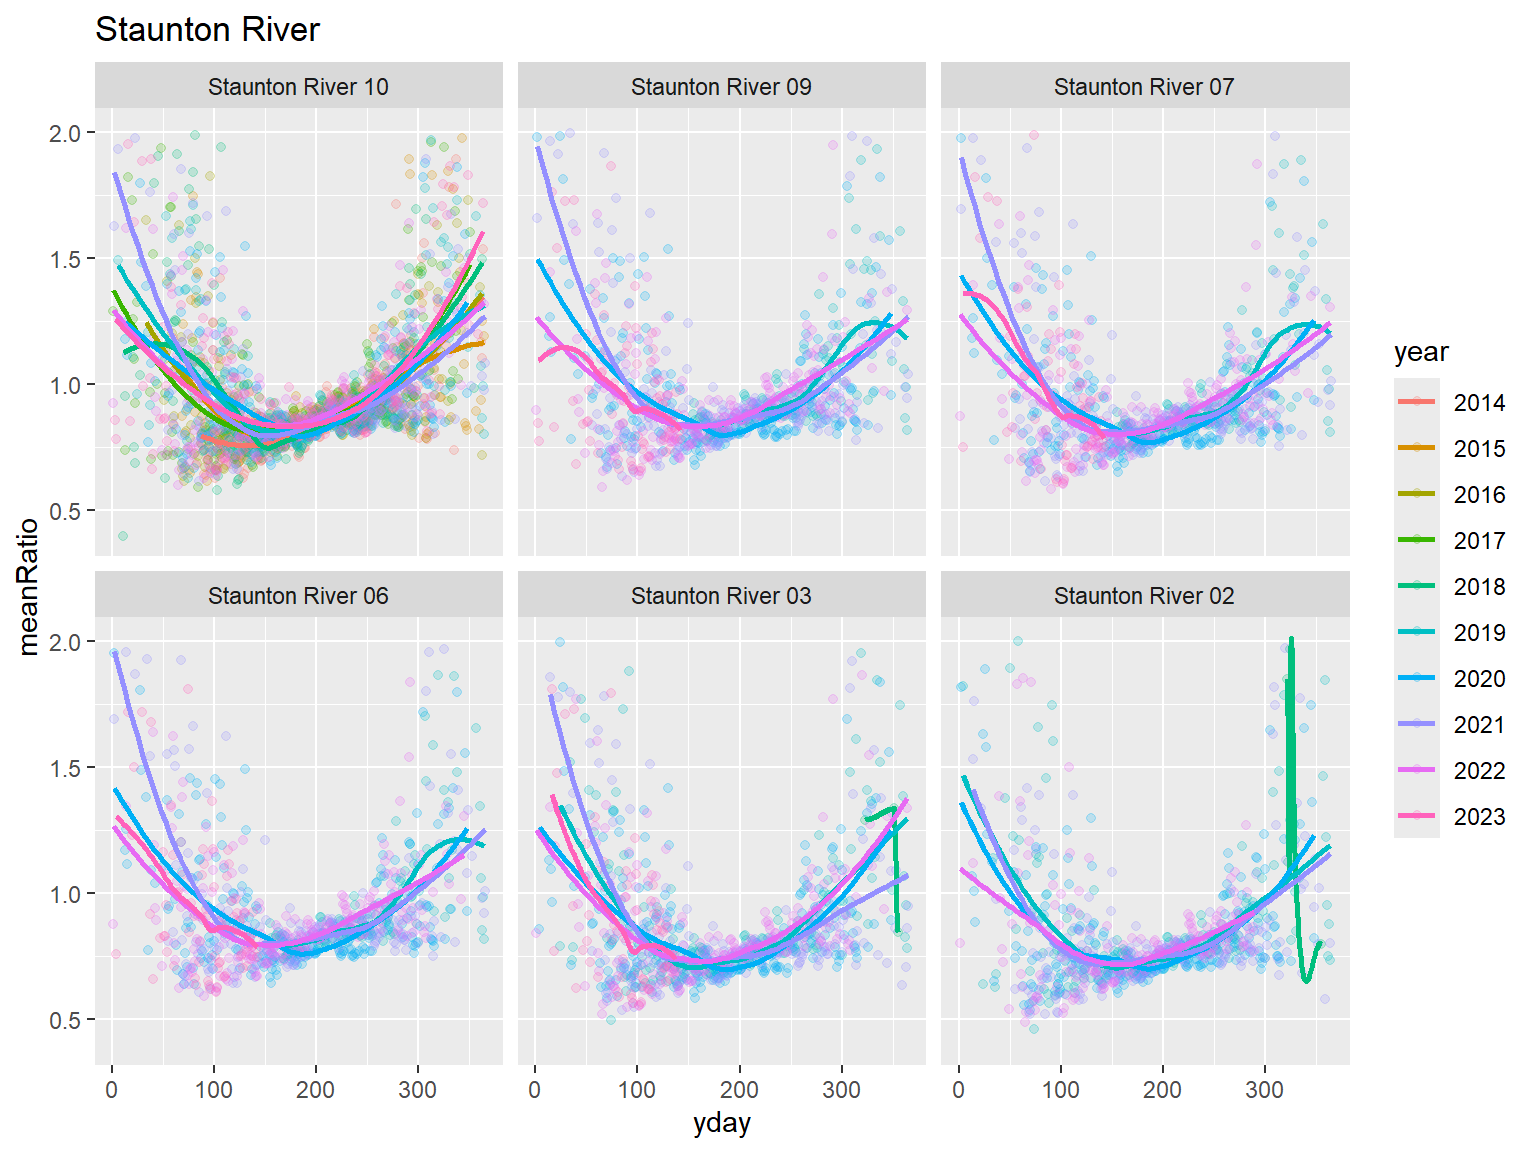 Staunton River
Staunton River 10
Staunton River 09
Staunton River 07
2.0
1.5
1.0
0.5
Staunton River 06
Staunton River 03
Staunton River 02
2.0
1.5
1.0
0.5
0 100 200 300
0 100 200 300
0 100 200 300
yday
meanRatio
year
2014
2015
2016
2017
2018
2019
2020
2021
2022
2023